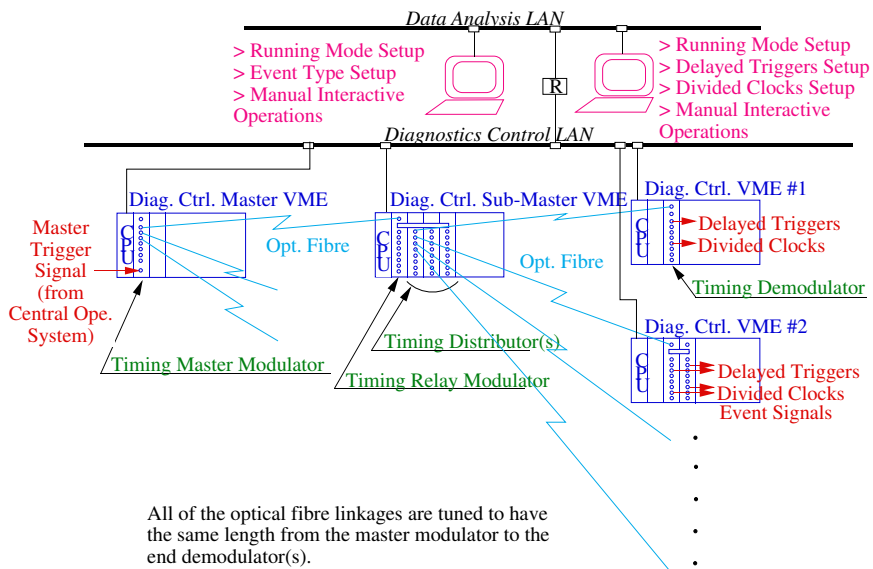 Data Analysis LAN
> Running Mode Setup
> Event Type Setup
> Manual Interactive
Operations
R
> Running Mode Setup
> Delayed Triggers Setup
> Divided Clocks Setup
> Manual Interactive
Operations
Diagnostics Control LAN
Diag. Ctrl. Master VME
Diag. Ctrl. Sub-Master VME
Diag. Ctrl. VME #1
Master
Trigger
Signal
(from
Central Ope.
System)
CPU
Opt. Fibre
CPU
Opt. Fibre
CPU
Delayed Triggers
Divided Clocks
Timing Demodulator
Timing Master Modulator
Timing Distributor(s)
Timing Relay Modulator
Diag. Ctrl. VME #2
CPU
Delayed Triggers
Divided Clocks
Event Signals
All of the optical fibre linkages are tuned to have
the same length from the master modulator to the
end demodulator(s).